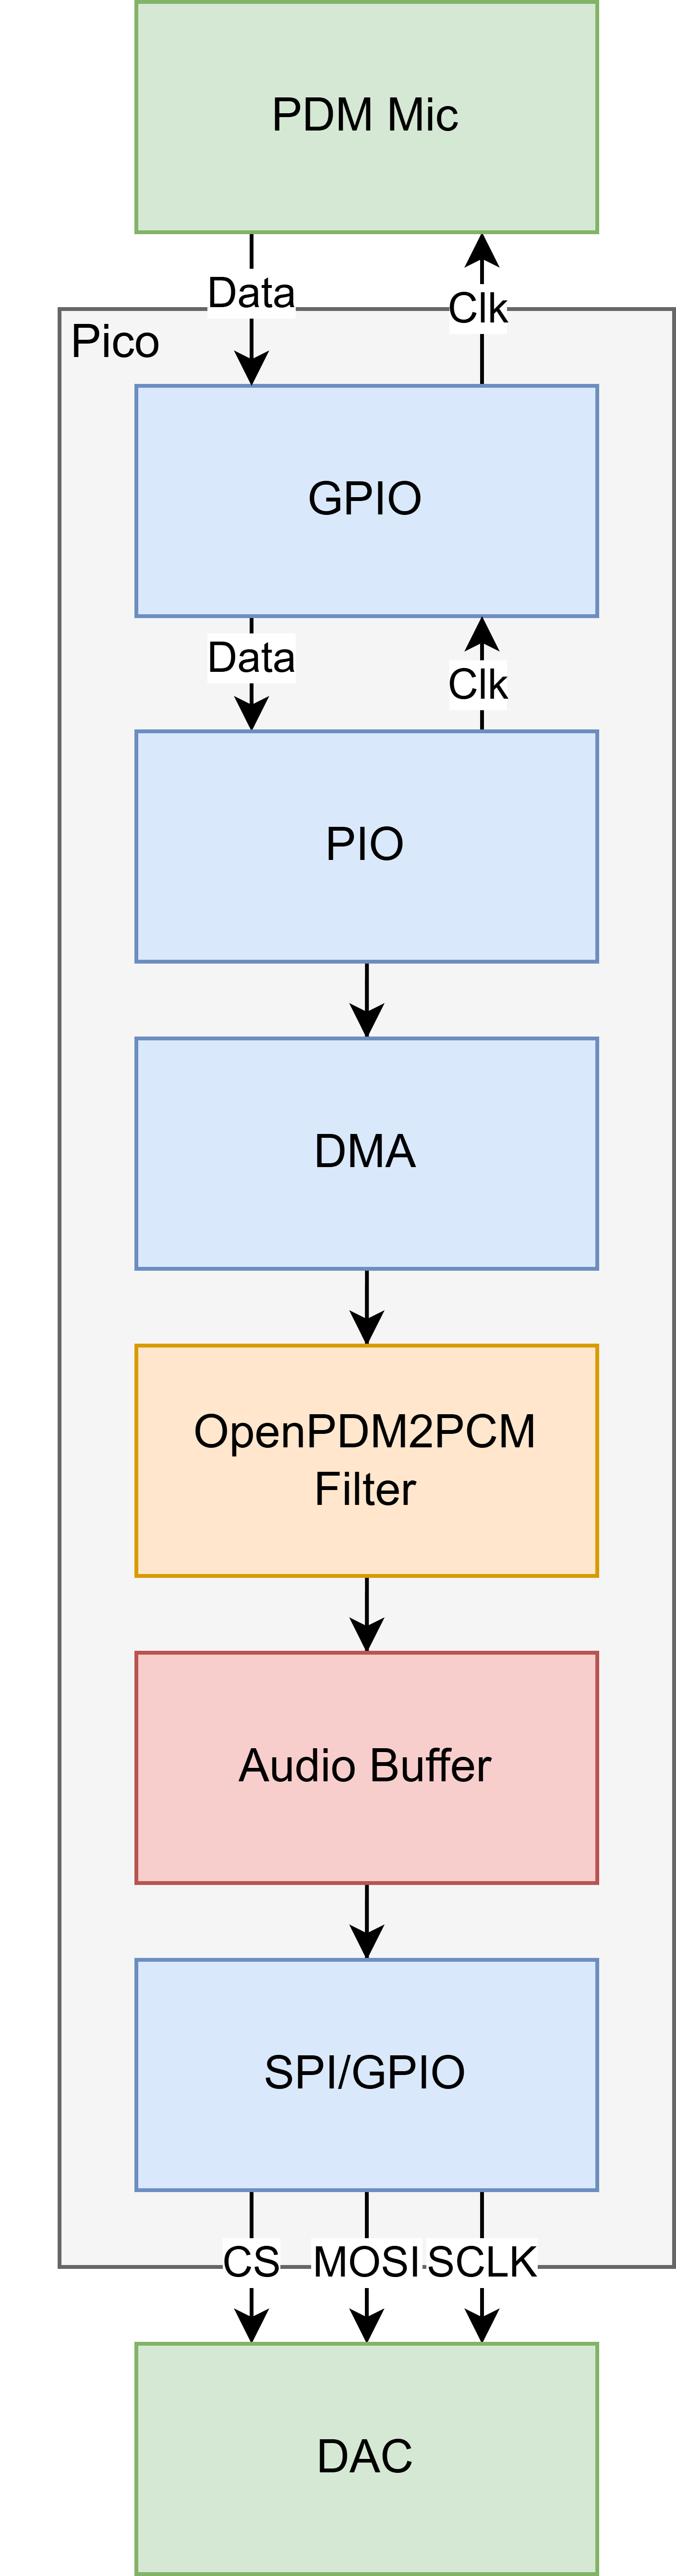 PDM Mic
Data
Clk
Pico
GPIO
Data
Clk
PIO
DMA
OpenPDM2PCM
Filter
Audio Buffer
SPI/GPIO
CS MOSI SCLK
DAC